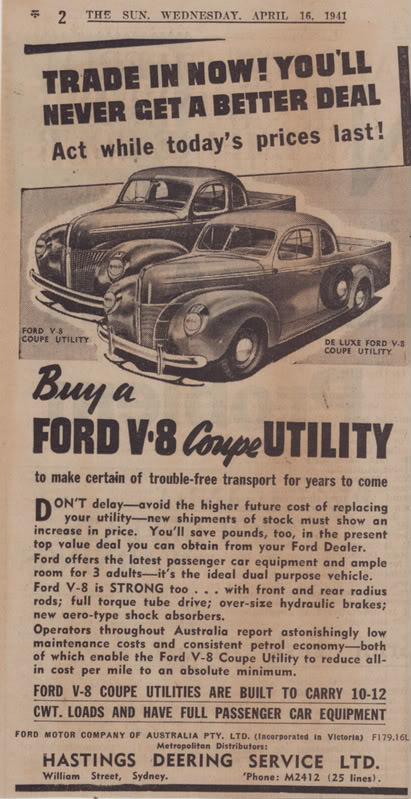 2 THE SUN. WEDNESDAY. APRIL 16. 1941
TRADE IN NOW! YOU'LL
NEVER GET A BETTER DEAL
Act while today's prices last!
FORD V-8
COUPE UTILITY
DE LUXE FORD V-8
COUPE UTILITY
Buy a
FORD V·8 Coupe UTILITY
to make certain of trouble-free transport for years to come
DON'T delay—avoid the higher future cost of replacing
your utility—new shipments of stock must show an
increase in price. You'll save pounds, too, in the present
top value deal you can obtain from your Ford Dealer.
Ford offers the latest passenger car equipment and ample
room for 3 adults—it's the ideal dual purpose vehicle.
Ford V-8 is STRONG too . . . with front and rear radius
rods; full torque tube drive; over-size hydraulic brakes;
new aero-type shock absorbers.
Operators throughout Australia report astonishingly low
maintenance costs and consistent petrol economy—both
of which enable the Ford V-8 Coupe Utility to reduce all-
in cost per mile to an absolute minimum.
FORD V-8 COUPE UTILITIES ARE BUILT TO CARRY 10-12
CWT. LOADS AND HAVE FULL PASSENGER CAR EQUIPMENT
FORD MOTOR COMPANY OF AUSTRALIA PTY. LTD. (Incorporated in Victoria) F179.16L
Metropolitan Distributors:
HASTINGS DEERING SERVICE LTD.
William Street, Sydney. 'Phone: M2412 (25 lines).